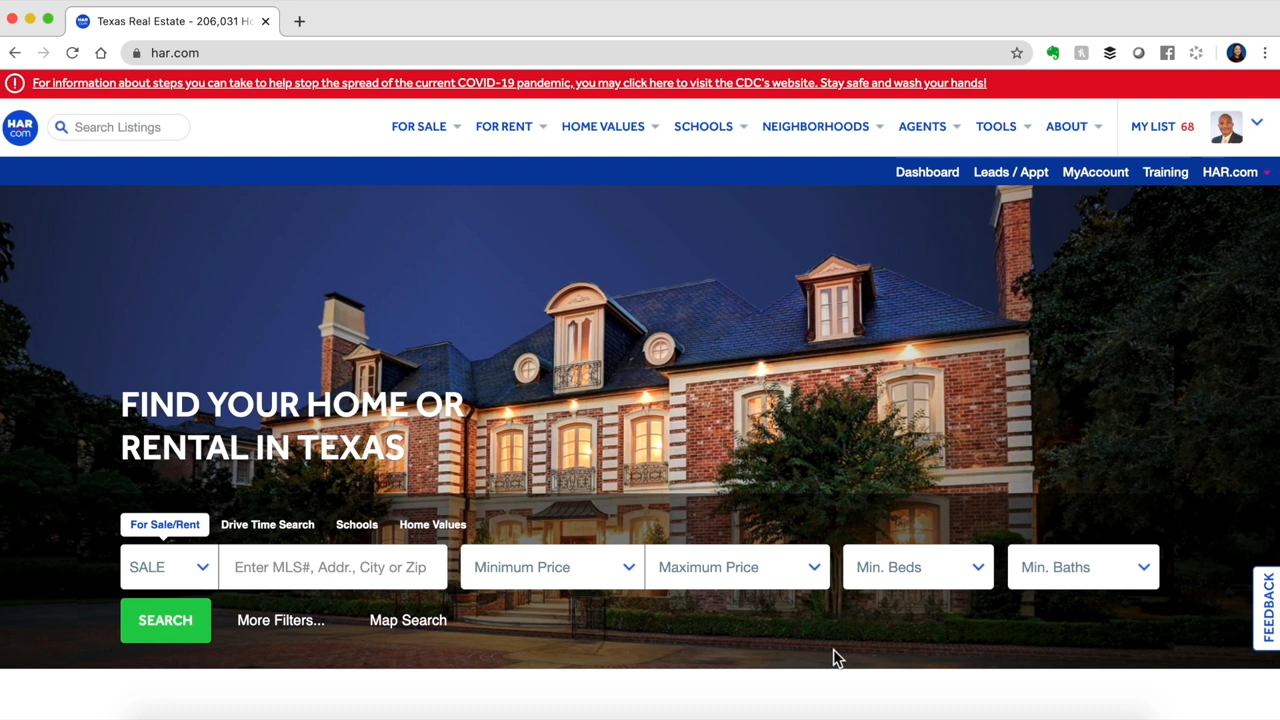 Texas Real Estate - 206,031 Ho
har.com
For information about steps you can take to help stop the spread of the current COVID-19 pandemic, you may click here to visit the CDC's website. Stay safe and wash your hands!
HAR com Search Listings FOR SALE FOR RENT HOME VALUES SCHOOLS NEIGHBORHOODS AGENTS TOOLS ABOUT MY LIST 68
Dashboard Leads / Appt MyAccount Training HAR.com
FIND YOUR HOME OR
RENTAL IN TEXAS
For Sale/Rent Drive Time Search Schools Home Values
SALE Enter MLS#, Addr., City or Zip Minimum Price Maximum Price Min. Beds Min. Baths
SEARCH More Filters... Map Search
FEEDBACK